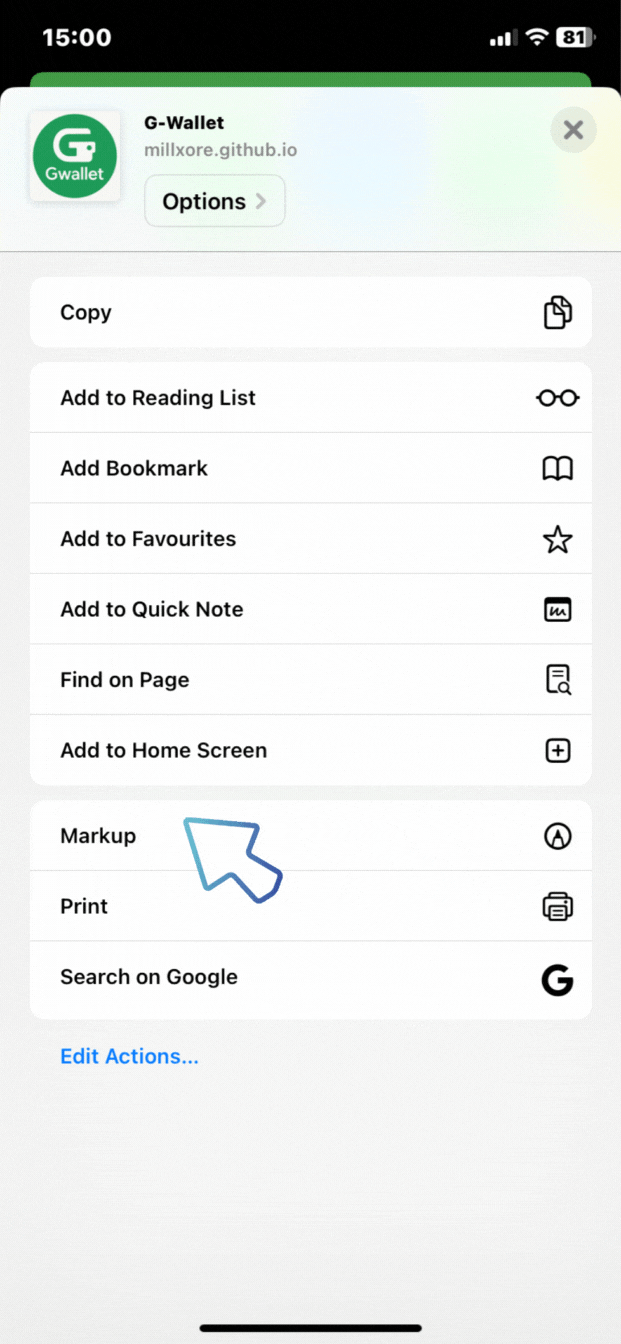 15:00
81
G-Wallet
millxore.github.io
Gwallet
Options
Copy
Add to Reading List
Add Bookmark
Add to Favourites
Add to Quick Note
Find on Page
Add to Home Screen
Markup
Print
Search on Google
Edit Actions...